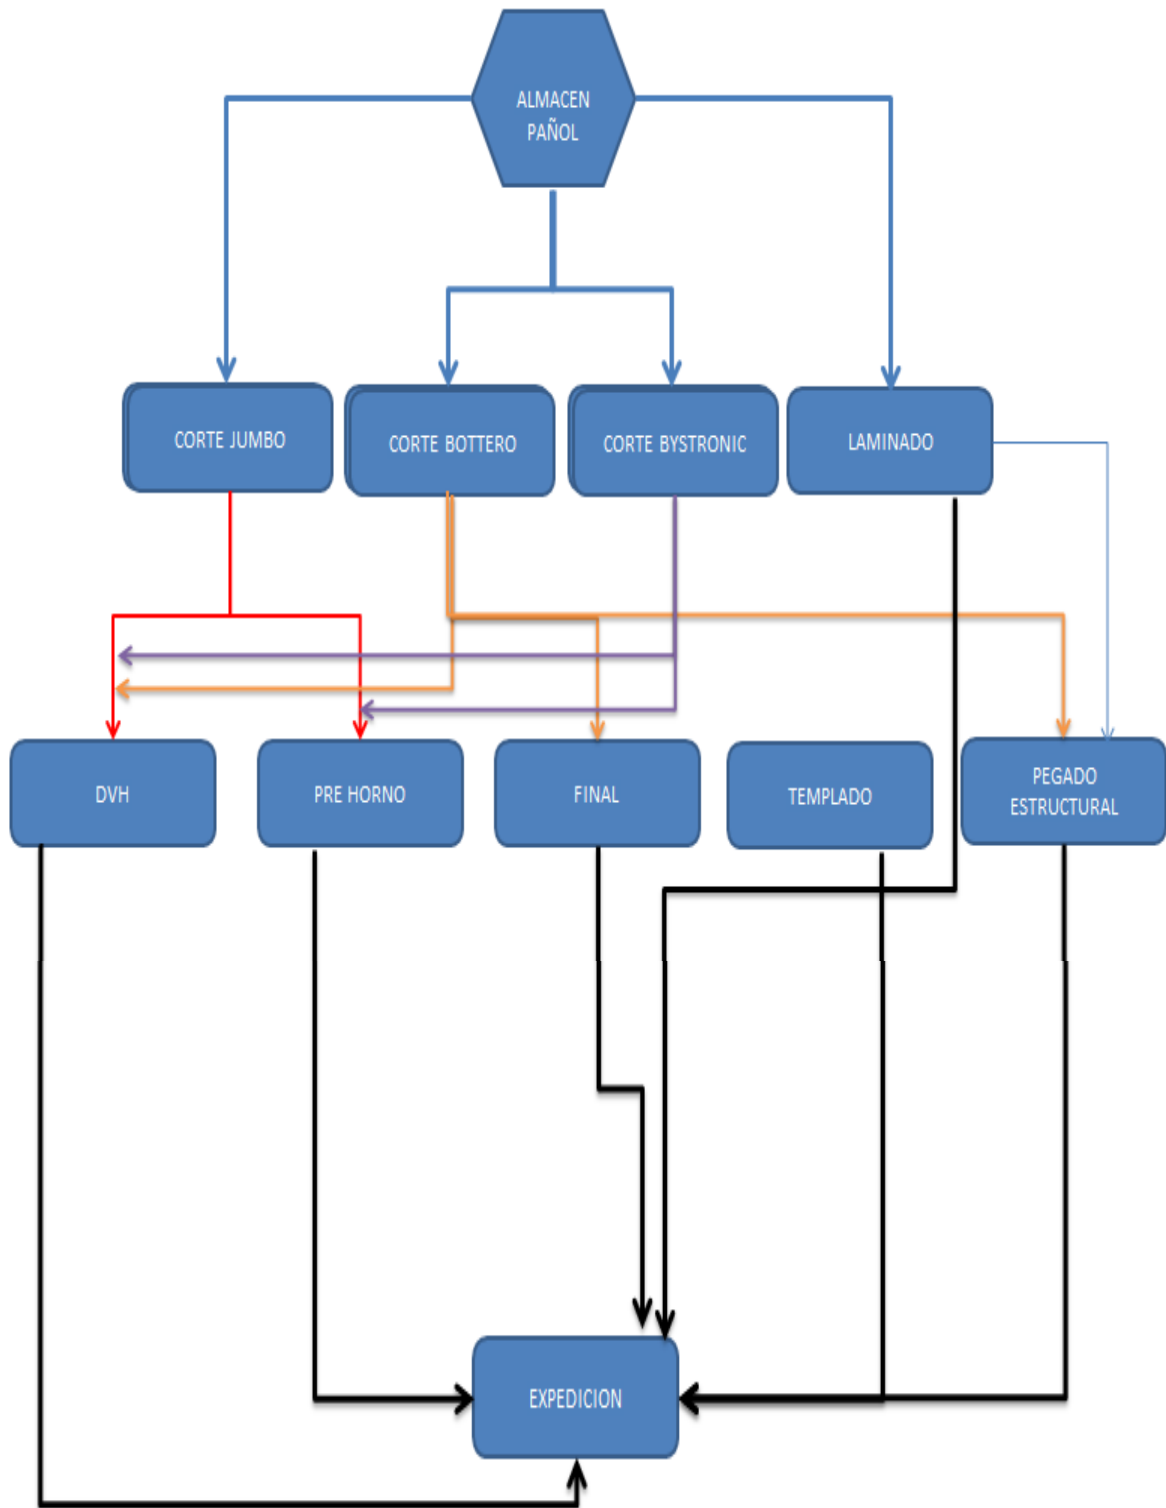 ALMACEN
PAÑOL
CORTE JUMBO
CORTE BOTTERO
CORTE BYSTRONIC
LAMINADO
DVH
PRE HORNO
FINAL
TEMPLADO
PEGADO
ESTRUCTURAL
EXPEDICION